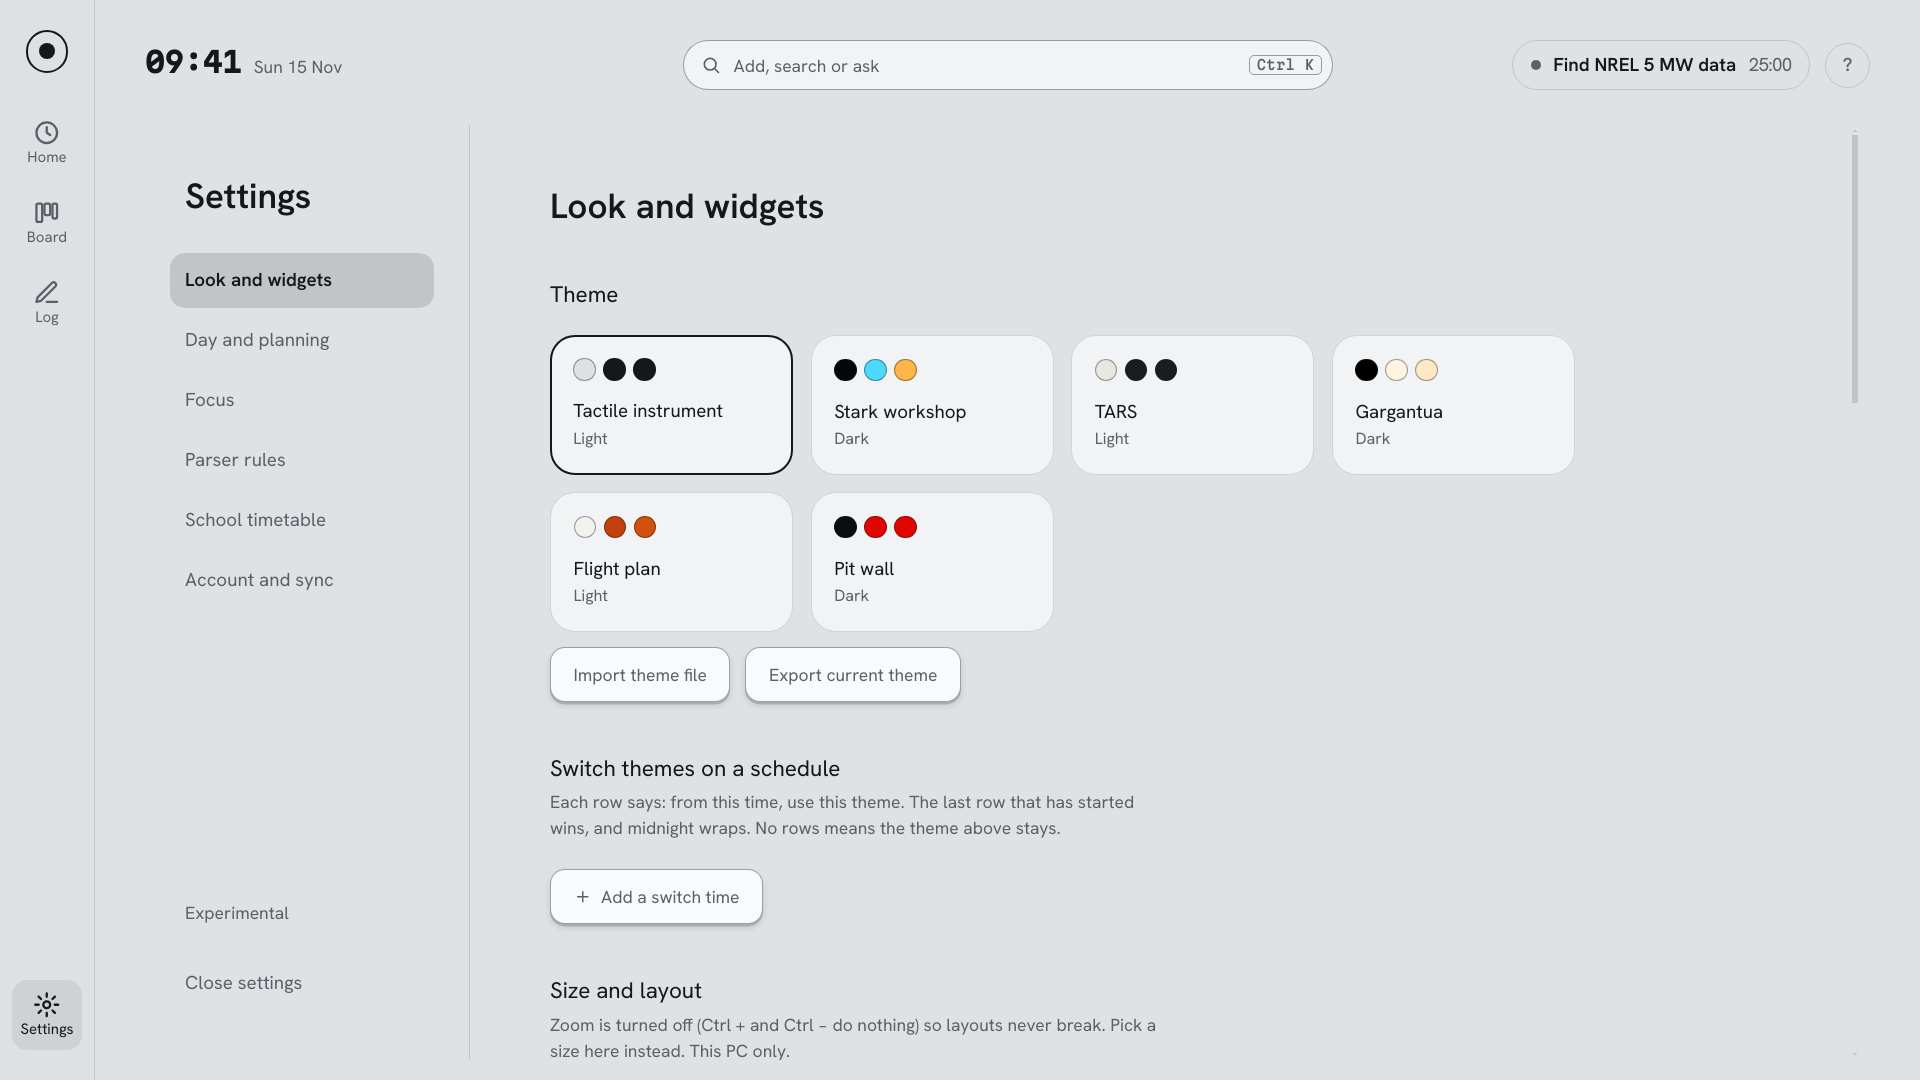 09:41 Sun 15 Nov
Add, search or ask
Ctrl K
Find NREL 5 MW data 25:00
?
Home
Board
Log
Settings
Settings
Look and widgets
Day and planning
Focus
Parser rules
School timetable
Account and sync
Experimental
Close settings
Look and widgets
Theme
Tactile instrument
Light
Stark workshop
Dark
TARS
Light
Gargantua
Dark
Flight plan
Light
Pit wall
Dark
Import theme file
Export current theme
Switch themes on a schedule
Each row says: from this time, use this theme. The last row that has started
wins, and midnight wraps. No rows means the theme above stays.
+ Add a switch time
Size and layout
Zoom is turned off (Ctrl + and Ctrl − do nothing) so layouts never break. Pick a
size here instead. This PC only.